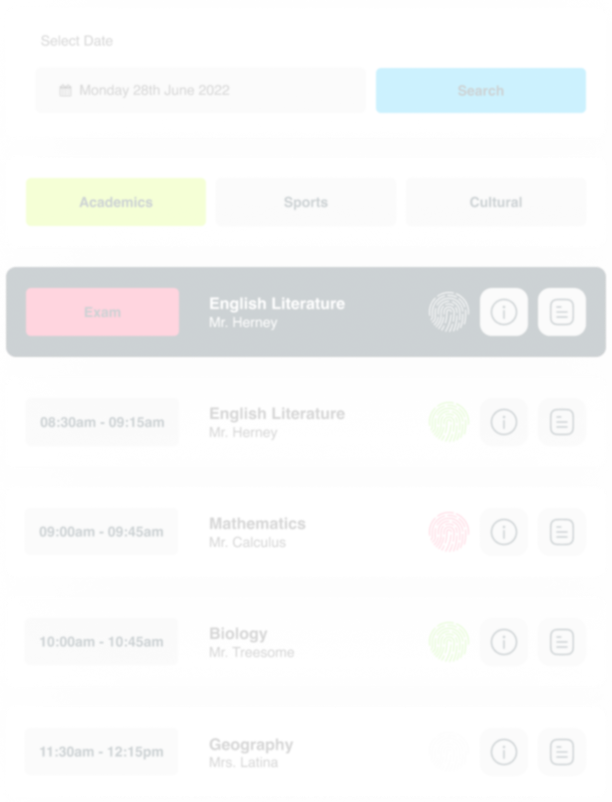 Select Date
Monday 28th June 2022
Search
Academics
Sports
Cultural
Exam
English Literature
Mr. Herney
08:30am - 09:15am
English Literature
Mr. Herney
09:00am - 09:45am
Mathematics
Mr. Calculus
10:00am - 10:45am
Biology
Mr. Treesome
11:30am - 12:15pm
Geography
Mrs. Latina